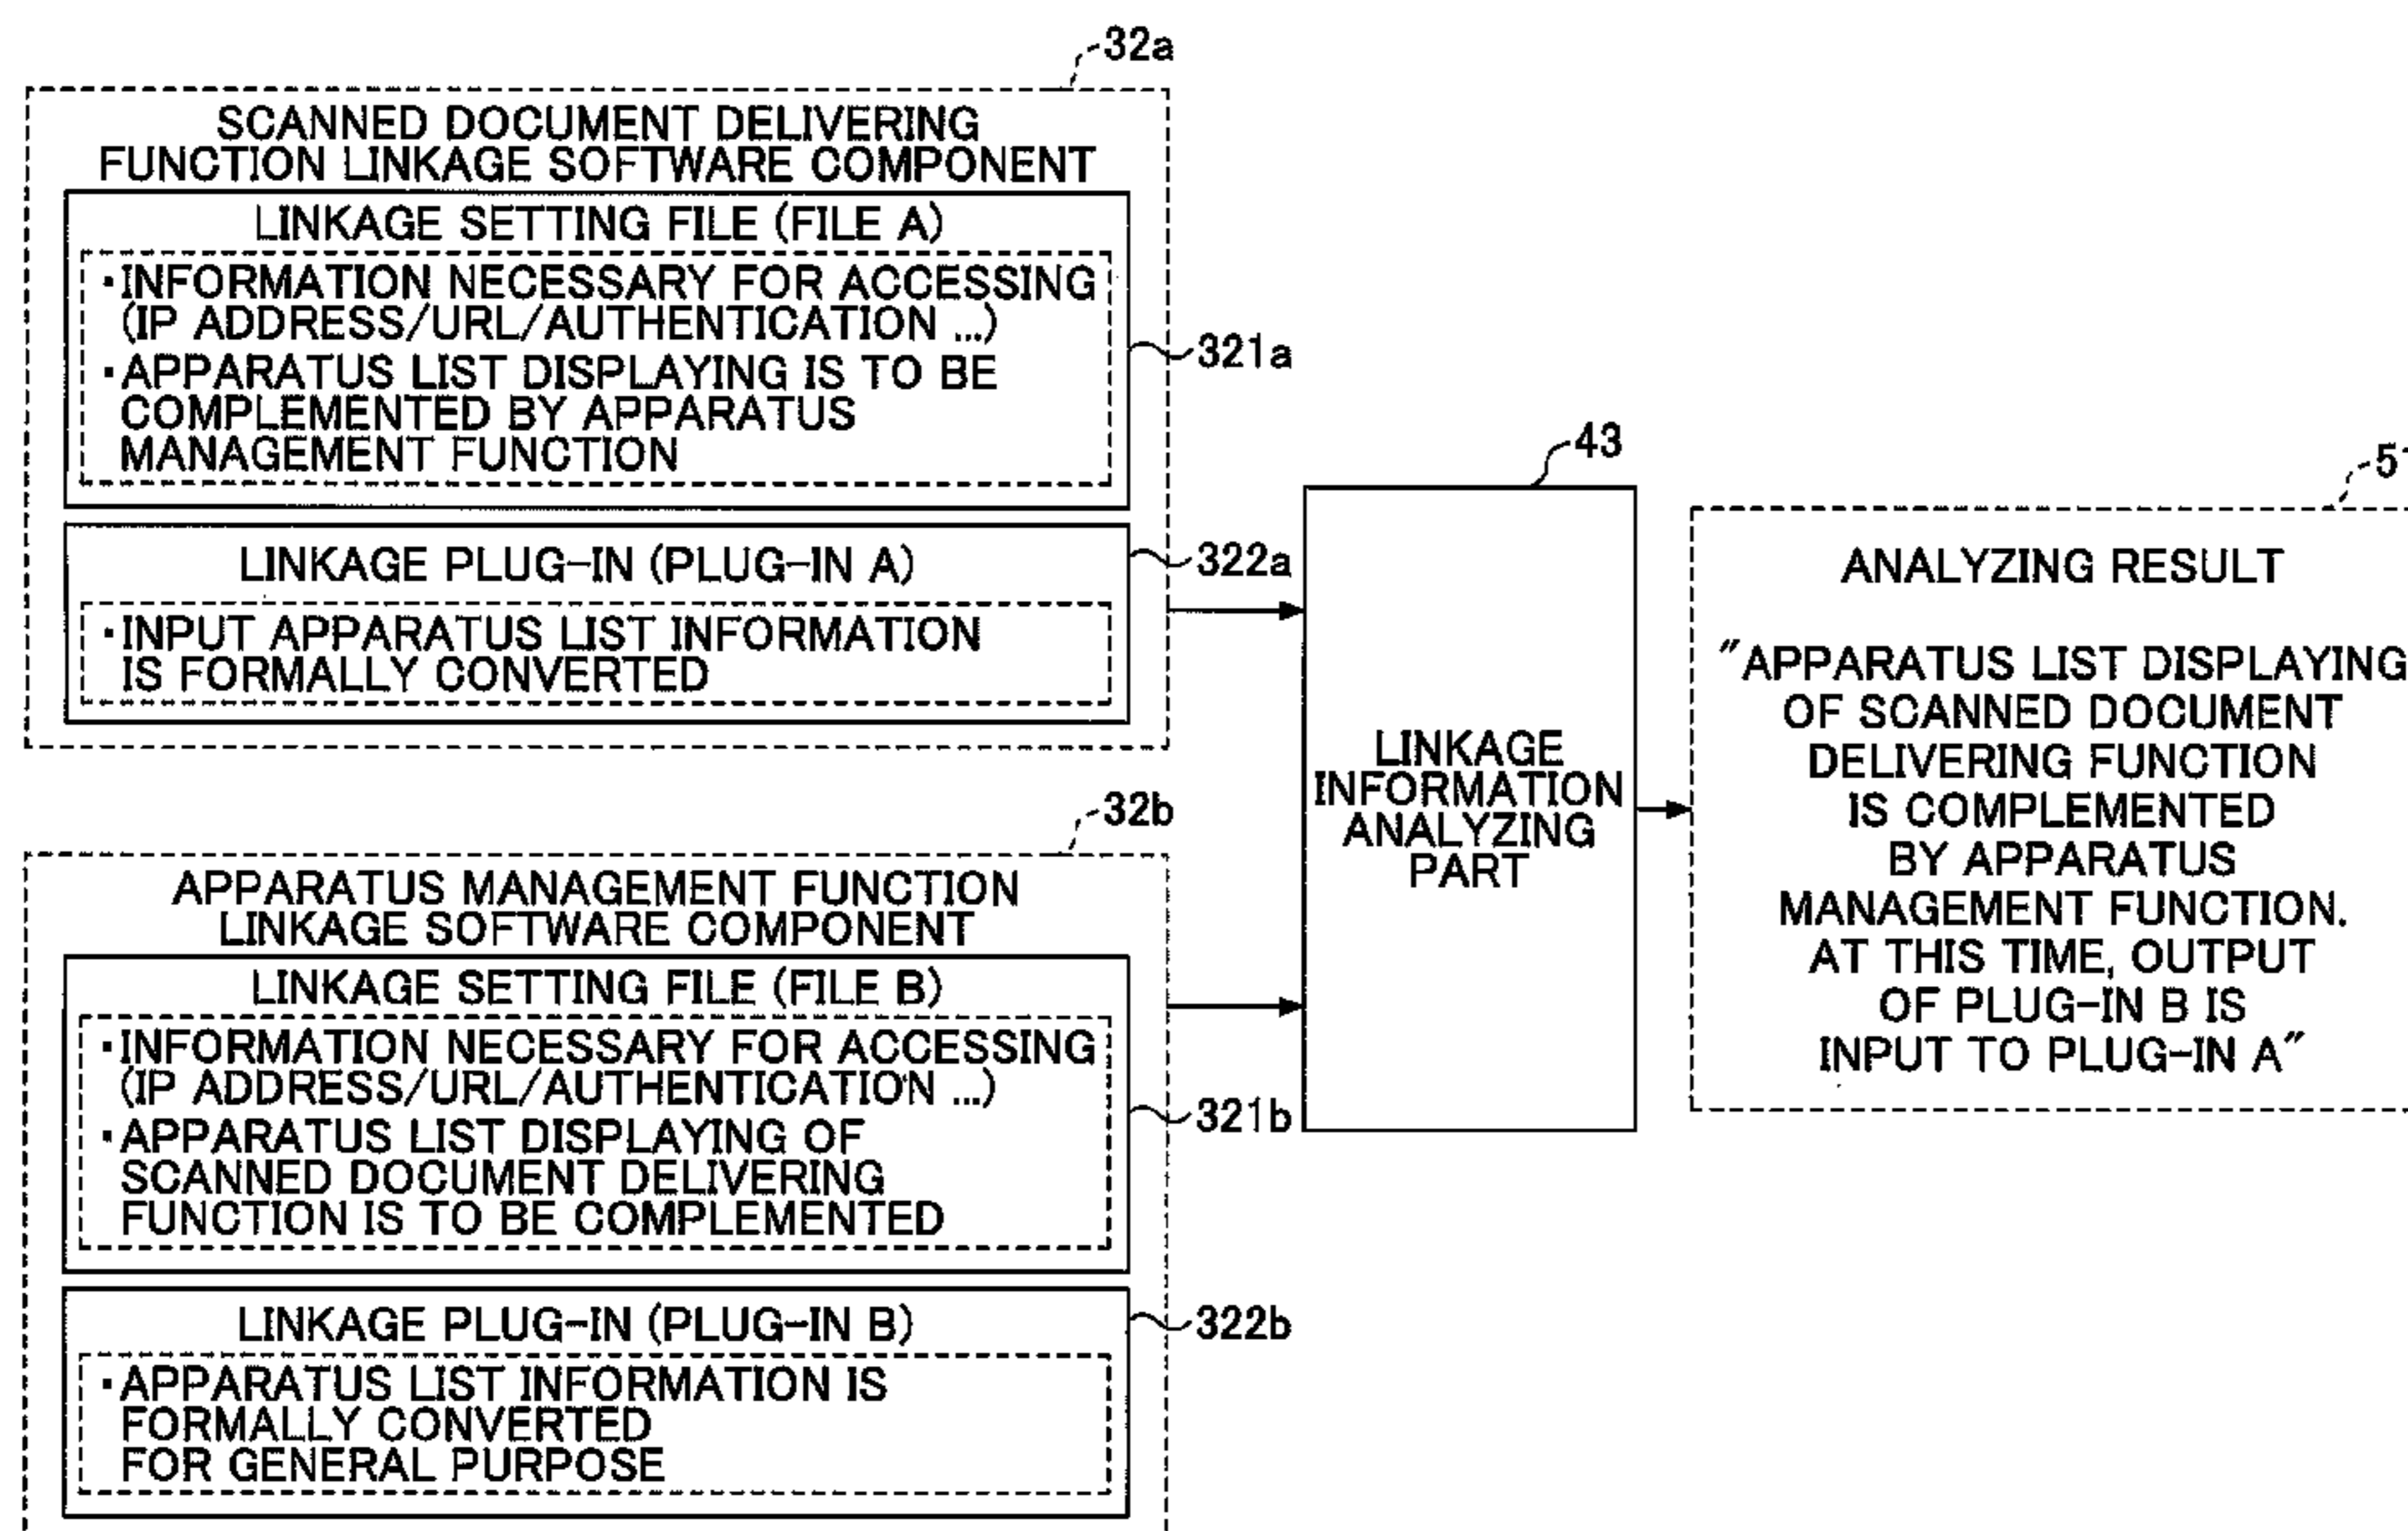 32a
SCANNED DOCUMENT DELIVERING
FUNCTION LINKAGE SOFTWARE COMPONENT
LINKAGE SETTING FILE (FILE A)
・INFORMATION NECESSARY FOR ACCESSING
(IP ADDRESS/URL/AUTHENTICATION ...)
・APPARATUS LIST DISPLAYING IS TO BE
COMPLEMENTED BY APPARATUS
MANAGEMENT FUNCTION
321a
LINKAGE PLUG-IN (PLUG-IN A)
322a
・INPUT APPARATUS LIST INFORMATION
IS FORMALLY CONVERTED
32b
APPARATUS MANAGEMENT FUNCTION
LINKAGE SOFTWARE COMPONENT
LINKAGE SETTING FILE (FILE B)
・INFORMATION NECESSARY FOR ACCESSING
(IP ADDRESS/URL/AUTHENTICATION ...)
・APPARATUS LIST DISPLAYING OF
SCANNED DOCUMENT DELIVERING
FUNCTION IS TO BE COMPLEMENTED
321b
LINKAGE PLUG-IN (PLUG-IN B)
322b
・APPARATUS LIST INFORMATION IS
FORMALLY CONVERTED
FOR GENERAL PURPOSE
43
LINKAGE
INFORMATION
ANALYZING
PART
51
ANALYZING RESULT
"APPARATUS LIST DISPLAYING
OF SCANNED DOCUMENT
DELIVERING FUNCTION
IS COMPLEMENTED
BY APPARATUS
MANAGEMENT FUNCTION.
AT THIS TIME, OUTPUT
OF PLUG-IN B IS
INPUT TO PLUG-IN A"